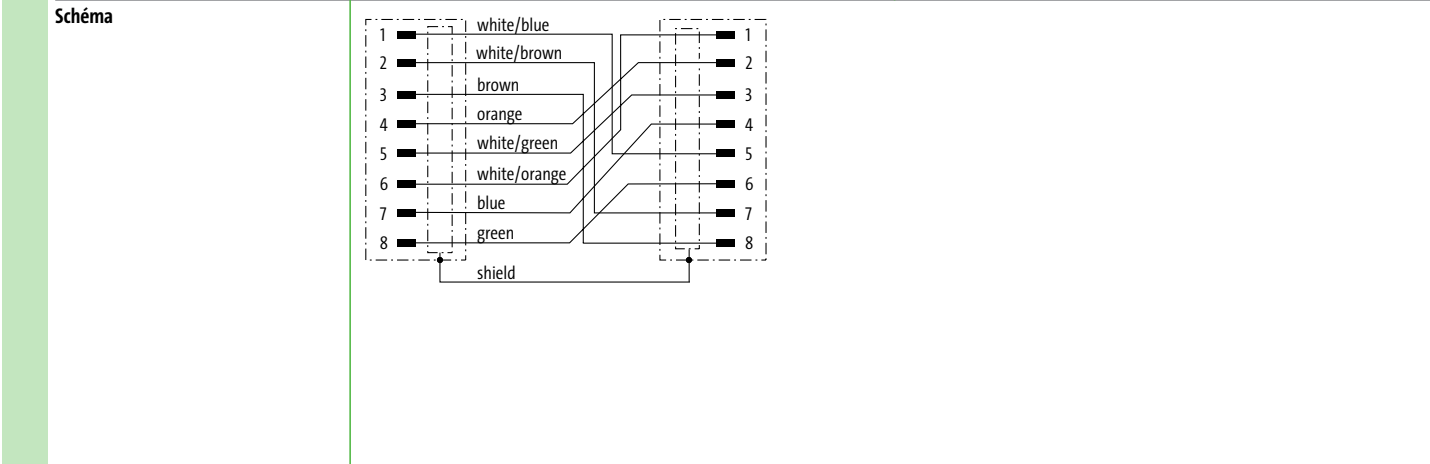 Schéma
1 white/blue 1
2 white/brown 2
3 brown 3
4 orange 4
5 white/green 5
6 white/orange 6
7 blue 7
8 green 8
shield